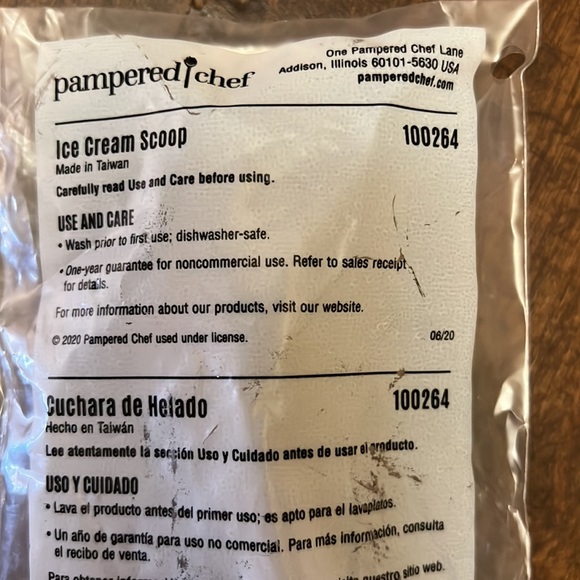 pampered chef
One Pampered Chef Lane
Addison, Illinois 60101-5630 USA
pamperedchef.com
Ice Cream Scoop 100264
Made in Taiwan
Carefully read Use and Care before using.
USE AND CARE
• Wash prior to first use; dishwasher-safe.
• One-year guarantee for noncommercial use. Refer to sales receipt
for details.
For more information about our products, visit our website.
© 2020 Pampered Chef used under license. 06/20
Cuchara de Helado 100264
Hecho en Taiwán
Lee atentamente la sección Uso y Cuidado antes de usar el producto.
USO Y CUIDADO
• Lava el producto antes del primer uso; es apto para el lavaplatos.
• Un año de garantía para uso no comercial. Para más información, consulta
el recibo de venta.
Para nuestro sitio web.